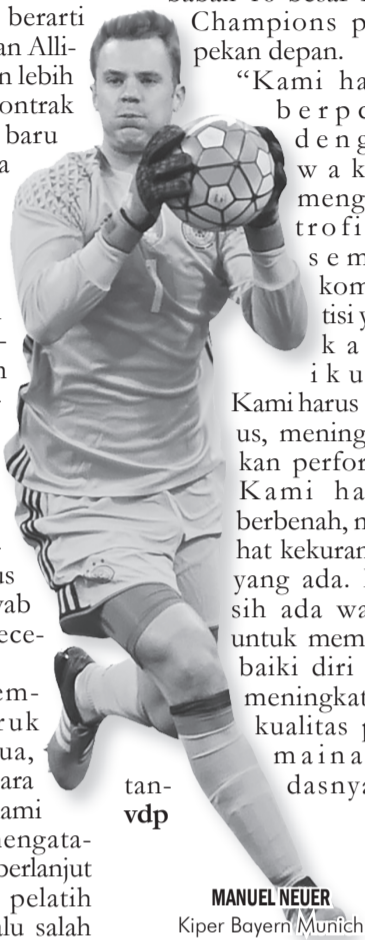 berarti
an Alli-
n lebih
ontrak
baru
a
us
ece-
em-
ruk
ua,
ara
ami
engata-
berlanjut
pelatih
alu salah
Champions p
pekan depan.
“Kami ha
berpo
deng
wak
meng
trofi
sem
kom
tisi y
ka
iku
Kami harus
us, mening
kan perfor
Kami ha
berbenah, m
hat kekuran
yang ada.
sih ada wa
untuk mem
baiki diri
meningkat
kualitas p
maina
dasnya
tan-
vdp
1
MANUEL NEUER
Kiper Bayern Munich